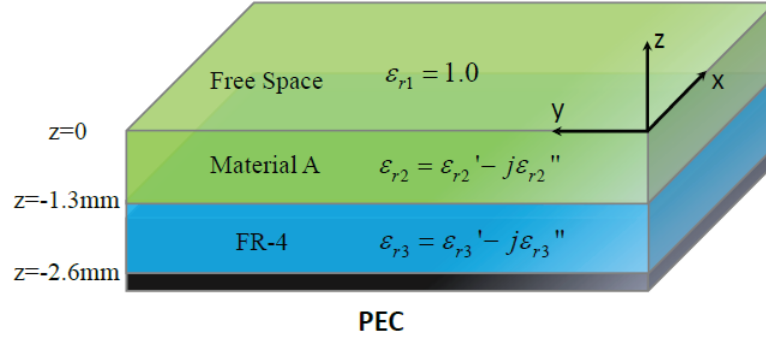 Free Space εr1 = 1.0
z
x
y
z=0
Material A εr2 = εr2'− jεr2"
z=-1.3mm
FR-4 εr3 = εr3'− jεr3"
z=-2.6mm
PEC